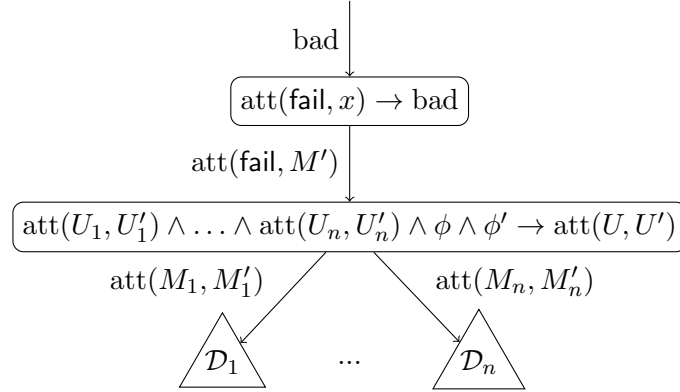 bad
att(fail, x) → bad
att(fail, M′)
att(U₁, U′₁) ∧ … ∧ att(Uₙ, U′ₙ) ∧ ϕ ∧ ϕ′ → att(U, U′)
att(M₁, M′₁) att(Mₙ, M′ₙ)
𝒟₁ ... 𝒟ₙ